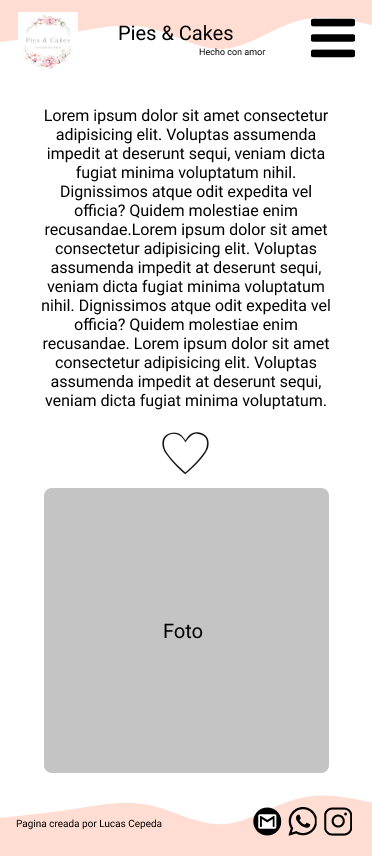 Pies & Cakes
Pies & Cakes
Hecho con amor
Lorem ipsum dolor sit amet consectetur
adipisicing elit. Voluptas assumenda
impedit at deserunt sequi, veniam dicta
fugiat minima voluptatum nihil.
Dignissimos atque odit expedita vel
officia? Quidem molestiae enim
recusandae.Lorem ipsum dolor sit amet
consectetur adipisicing elit. Voluptas
assumenda impedit at deserunt sequi,
veniam dicta fugiat minima voluptatum
nihil. Dignissimos atque odit expedita vel
officia? Quidem molestiae enim
recusandae. Lorem ipsum dolor sit amet
consectetur adipisicing elit. Voluptas
assumenda impedit at deserunt sequi,
veniam dicta fugiat minima voluptatum.
Foto
Pagina creada por Lucas Cepeda